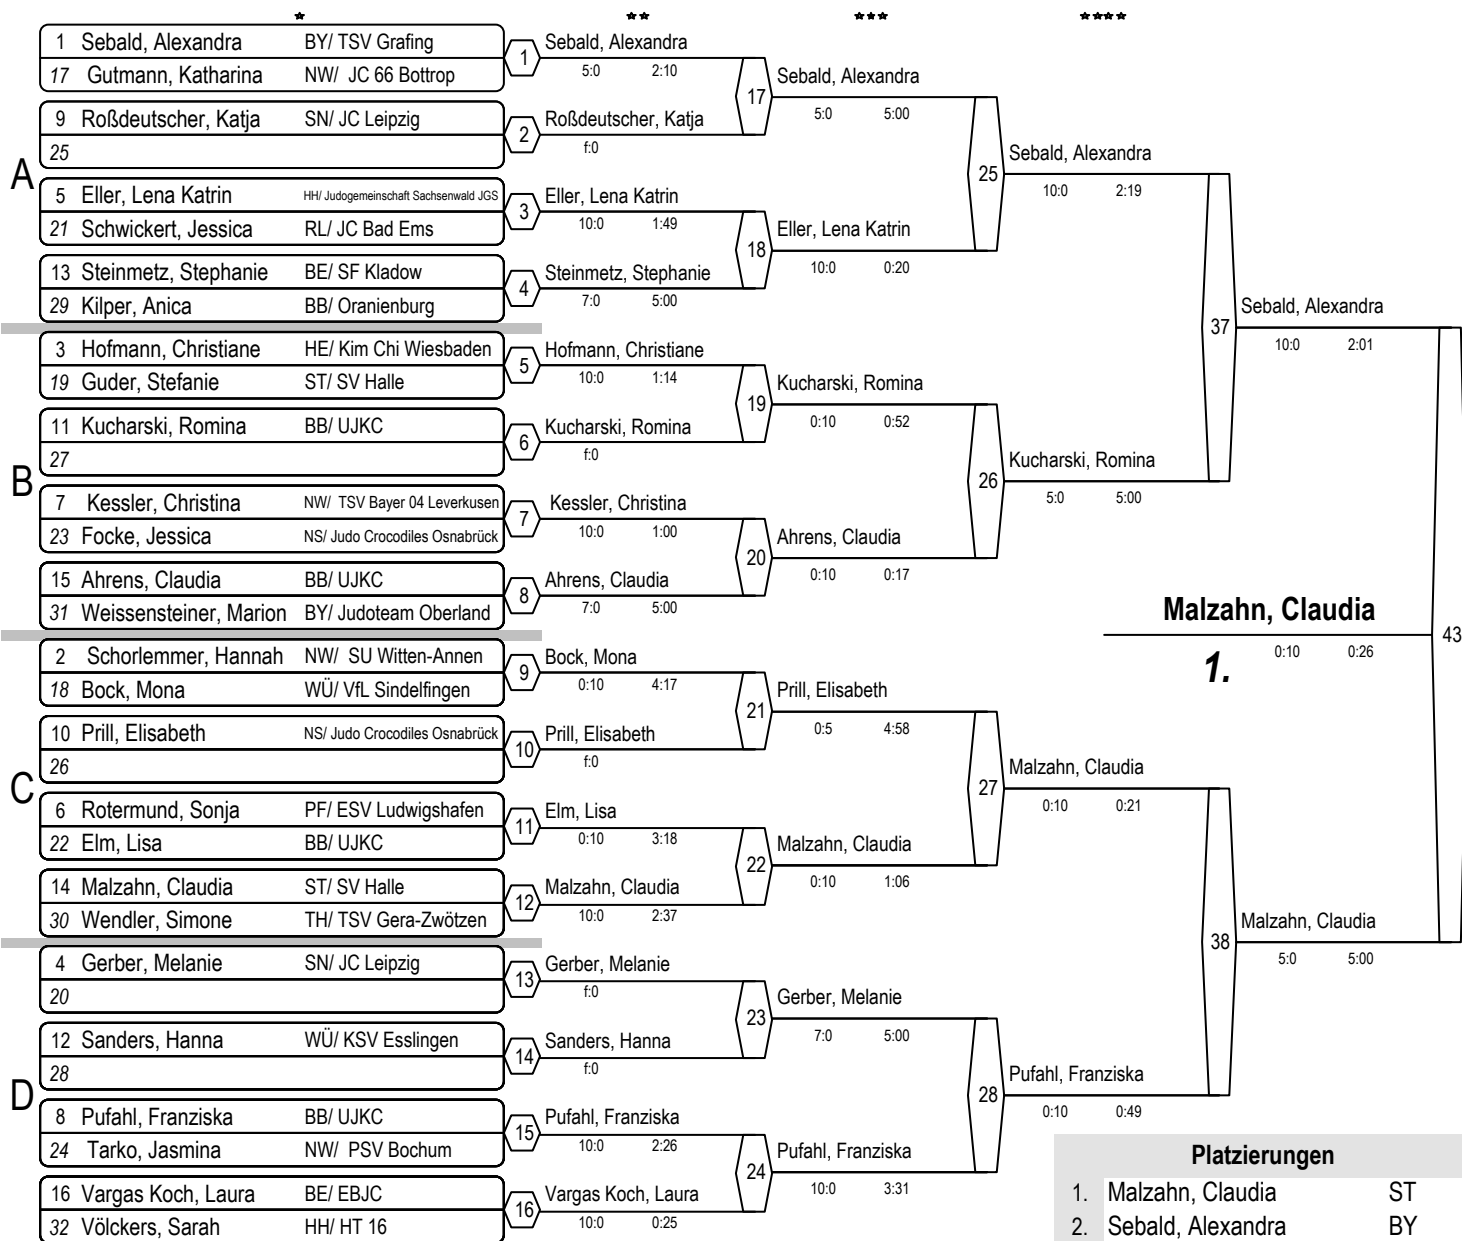 1 Sebald, Alexandra BY/ TSV Grafing
17 Gutmann, Katharina NW/ JC 66 Bottrop
1
Sebald, Alexandra
5:0 2:10
9 Roßdeutscher, Katja SN/ JC Leipzig
25
2
Roßdeutscher, Katja
f:0
17
Sebald, Alexandra
5:0 5:00
A
5 Eller, Lena Katrin HH/ Judogemeinschaft Sachsenwald JGS
21 Schwickert, Jessica RL/ JC Bad Ems
3
Eller, Lena Katrin
10:0 1:49
13 Steinmetz, Stephanie BE/ SF Kladow
29 Kilper, Anica BB/ Oranienburg
4
Steinmetz, Stephanie
7:0 5:00
18
Eller, Lena Katrin
10:0 0:20
25
Sebald, Alexandra
10:0 2:19
3 Hofmann, Christiane HE/ Kim Chi Wiesbaden
19 Guder, Stefanie ST/ SV Halle
5
Hofmann, Christiane
10:0 1:14
11 Kucharski, Romina BB/ UJKC
27
6
Kucharski, Romina
f:0
19
Kucharski, Romina
0:10 0:52
B
7 Kessler, Christina NW/ TSV Bayer 04 Leverkusen
23 Focke, Jessica NS/ Judo Crocodiles Osnabrück
7
Kessler, Christina
10:0 1:00
15 Ahrens, Claudia BB/ UJKC
31 Weissensteiner, Marion BY/ Judoteam Oberland
8
Ahrens, Claudia
7:0 5:00
20
Ahrens, Claudia
0:10 0:17
26
Kucharski, Romina
5:0 5:00
37
Sebald, Alexandra
10:0 2:01
2 Schorlemmer, Hannah NW/ SU Witten-Annen
18 Bock, Mona WÜ/ VfL Sindelfingen
9
Bock, Mona
0:10 4:17
10 Prill, Elisabeth NS/ Judo Crocodiles Osnabrück
26
10
Prill, Elisabeth
f:0
21
Prill, Elisabeth
0:5 4:58
C
6 Rotermund, Sonja PF/ ESV Ludwigshafen
22 Elm, Lisa BB/ UJKC
11
Elm, Lisa
0:10 3:18
14 Malzahn, Claudia ST/ SV Halle
30 Wendler, Simone TH/ TSV Gera-Zwötzen
12
Malzahn, Claudia
10:0 2:37
22
Malzahn, Claudia
0:10 1:06
27
Malzahn, Claudia
0:10 0:21
4 Gerber, Melanie SN/ JC Leipzig
20
13
Gerber, Melanie
f:0
12 Sanders, Hanna WÜ/ KSV Esslingen
28
14
Sanders, Hanna
f:0
23
Gerber, Melanie
7:0 5:00
D
8 Pufahl, Franziska BB/ UJKC
24 Tarko, Jasmina NW/ PSV Bochum
15
Pufahl, Franziska
10:0 2:26
16 Vargas Koch, Laura BE/ EBJC
32 Völckers, Sarah HH/ HT 16
16
Vargas Koch, Laura
10:0 0:25
24
Pufahl, Franziska
10:0 3:31
28
Pufahl, Franziska
0:10 0:49
38
Malzahn, Claudia
5:0 5:00
43
Malzahn, Claudia
1. 0:10 0:26
Platzierungen
1. Malzahn, Claudia ST
2. Sebald, Alexandra BY